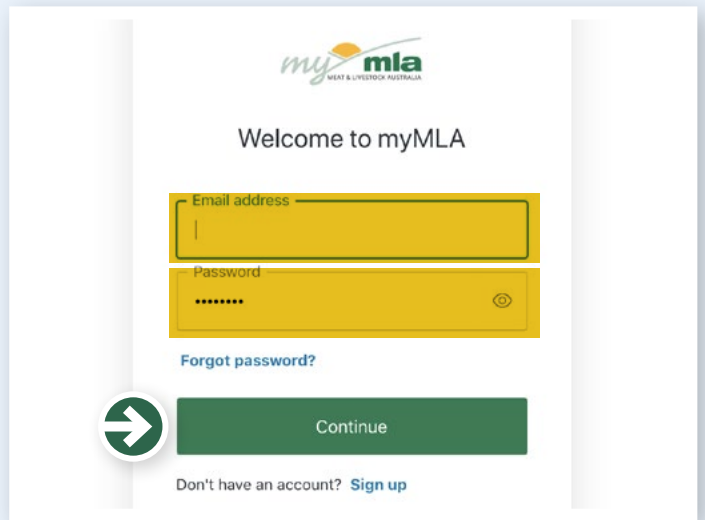 my mla
MEAT & LIVESTOCK AUSTRALIA
Welcome to myMLA
Email address
Password
••••••••
Forgot password?
Continue
Don't have an account? Sign up